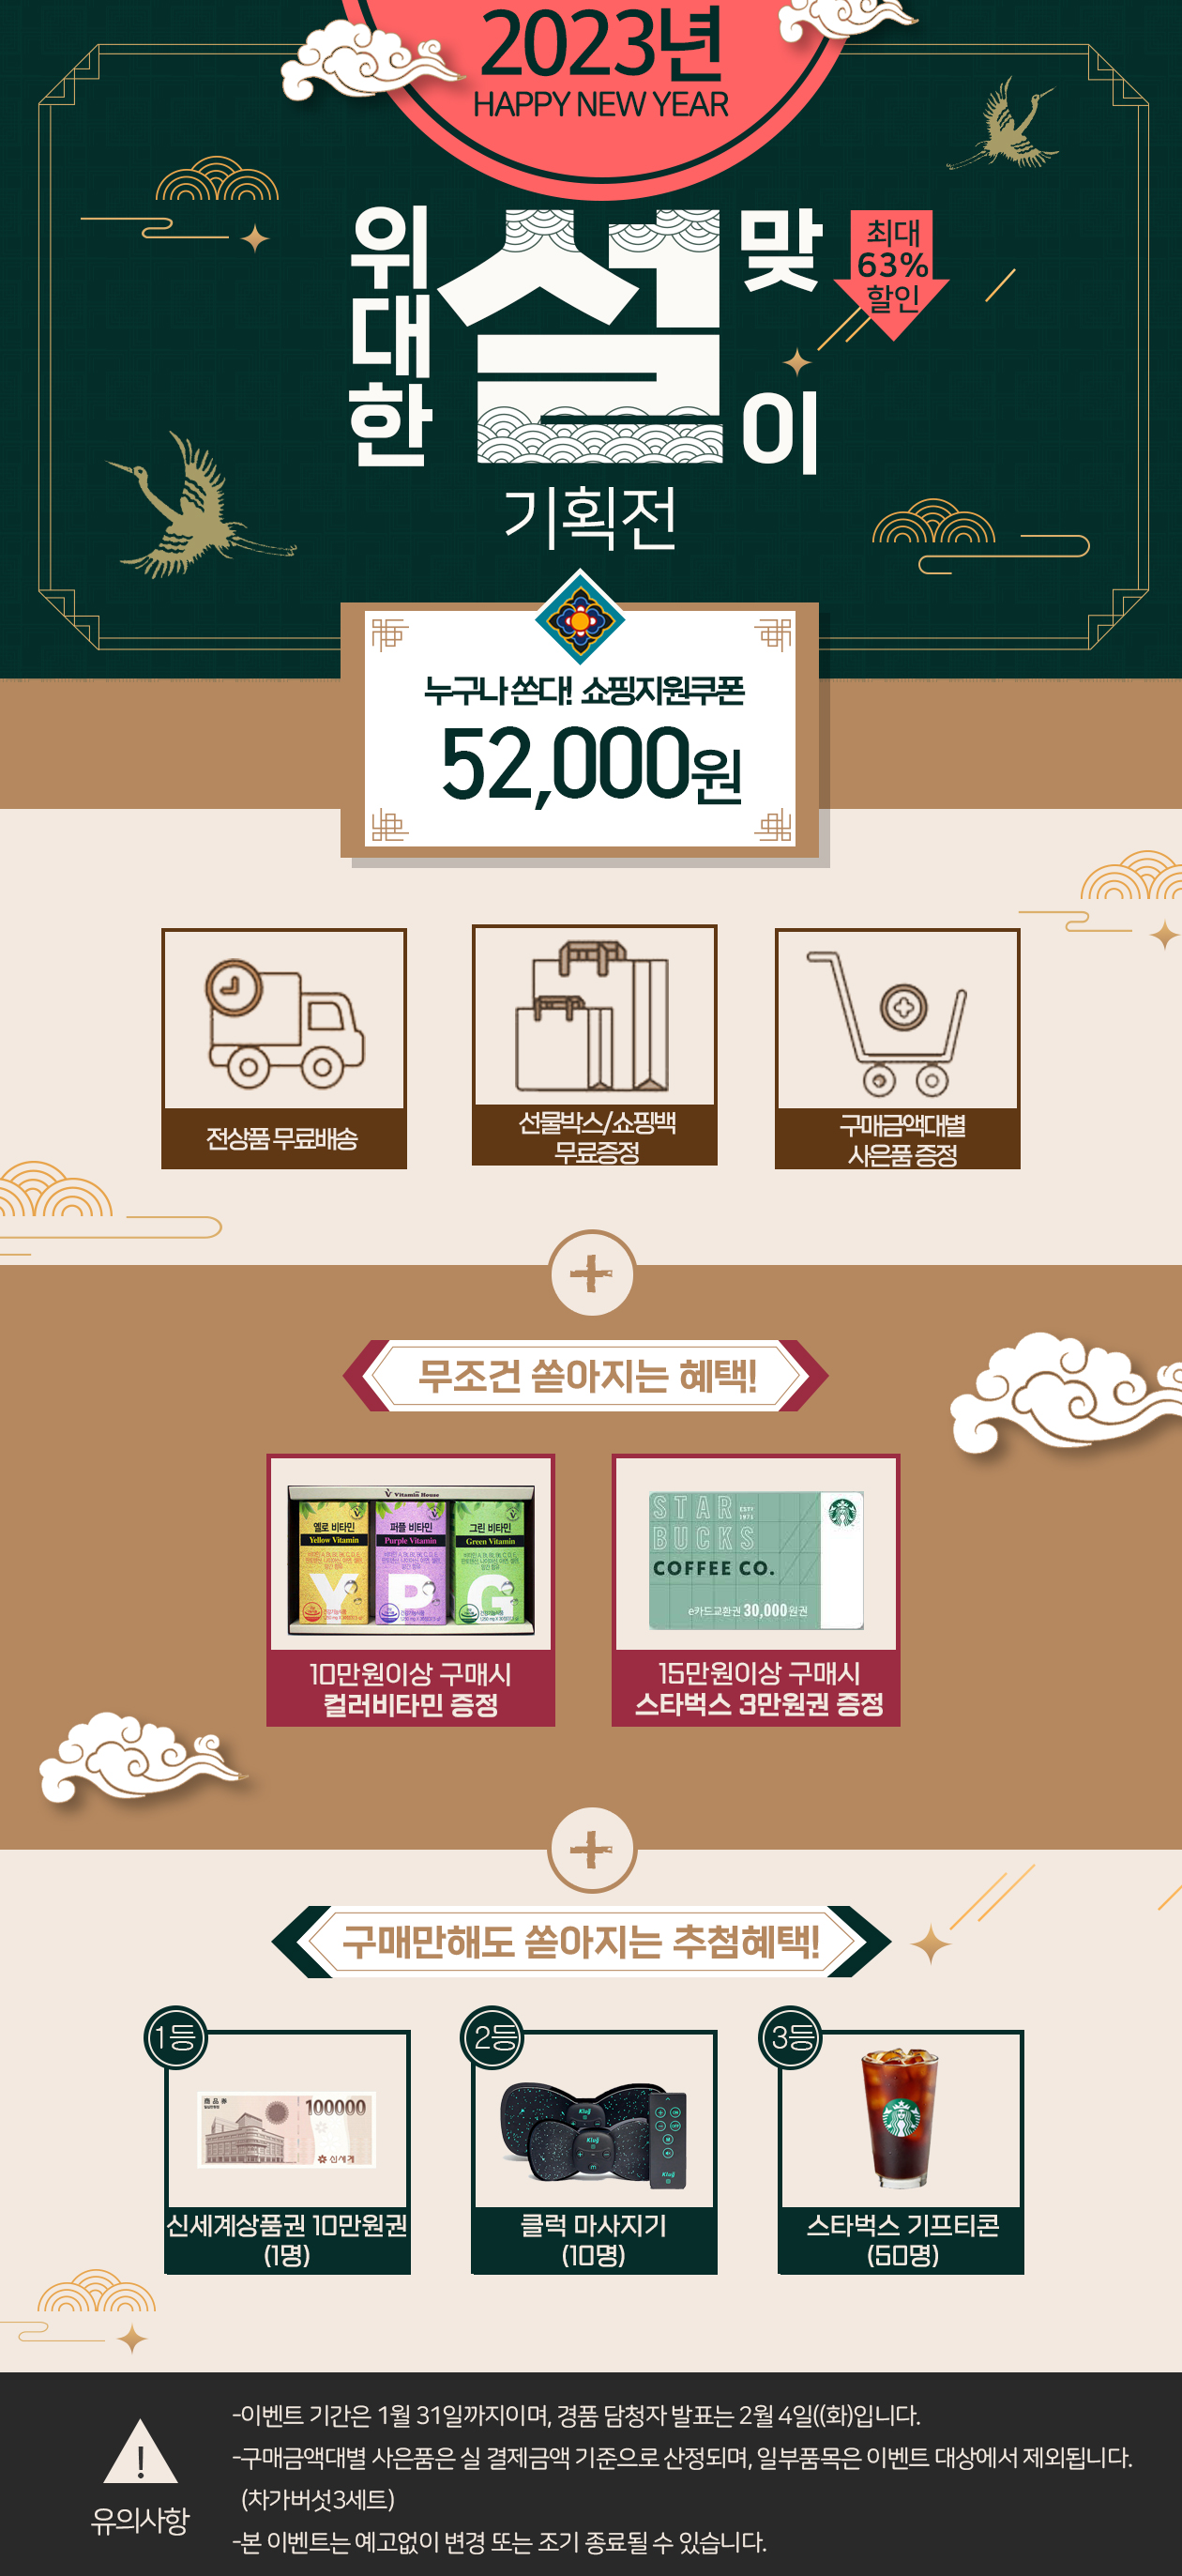 2023년
HAPPY NEW YEAR
위대한
설
맞이
최대
63%
할인
기획전
누구나 쏜다! 쇼핑지원쿠폰
52,000원
전상품 무료배송
선물박스/쇼핑백
무료증정
구매금액대별
사은품 증정
무조건 쏟아지는 혜택!
Vitamin House
옐로 비타민
Yellow Vitamin
Y
퍼플 비타민
Purple Vitamin
P
그린 비타민
Green Vitamin
G
STAR
BUCKS
COFFEE CO.
e카드교환권 30,000원권
10만원이상 구매시
컬러비타민 증정
15만원이상 구매시
스타벅스 3만원권 증정
구매만해도 쏟아지는 추첨혜택!
1등
商品券
100000
신세계
신세계상품권 10만원권
(1명)
2등
Klug
Klug
Klug
클럭 마사지기
(10명)
3등
스타벅스 기프티콘
(50명)
!
유의사항
-이벤트 기간은 1월 31일까지이며, 경품 담청자 발표는 2월 4일((화)입니다.
-구매금액대별 사은품은 실 결제금액 기준으로 산정되며, 일부품목은 이벤트 대상에서 제외됩니다.
(차가버섯3세트)
-본 이벤트는 예고없이 변경 또는 조기 종료될 수 있습니다.